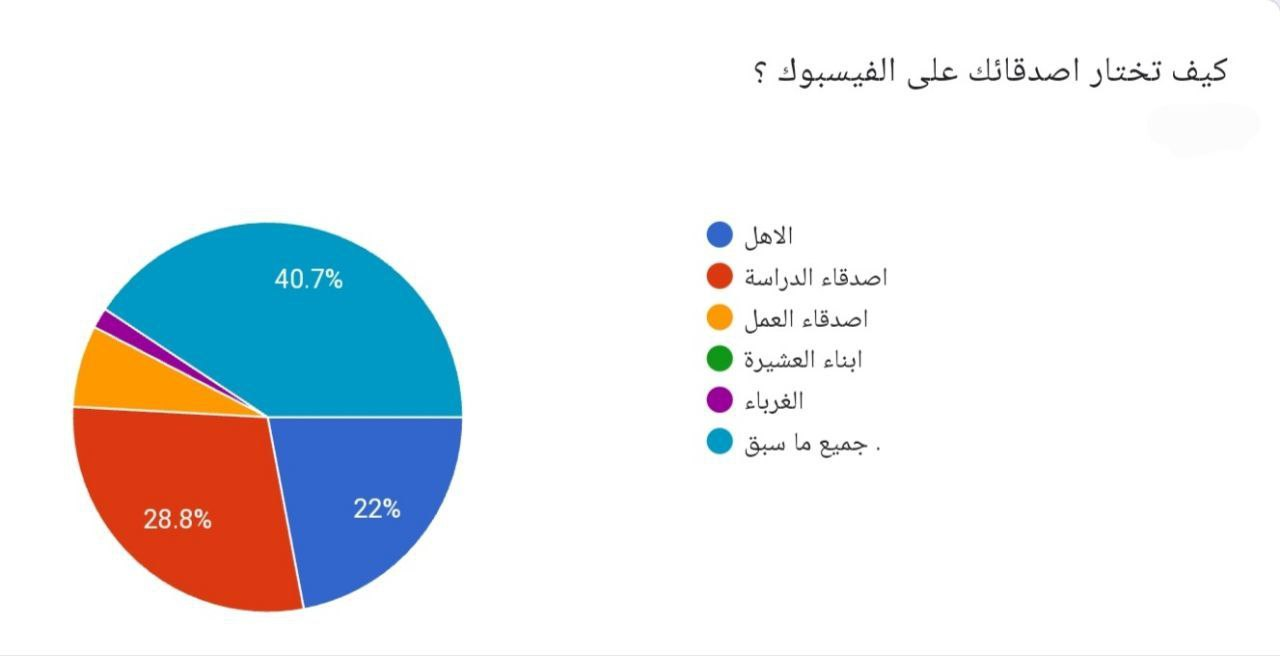 كيف تختار اصدقائك على الفيسبوك ؟
الاهل
اصدقاء الدراسة
اصدقاء العمل
ابناء العشيرة
الغرباء
جميع ما سبق .
40.7%
28.8%
22%